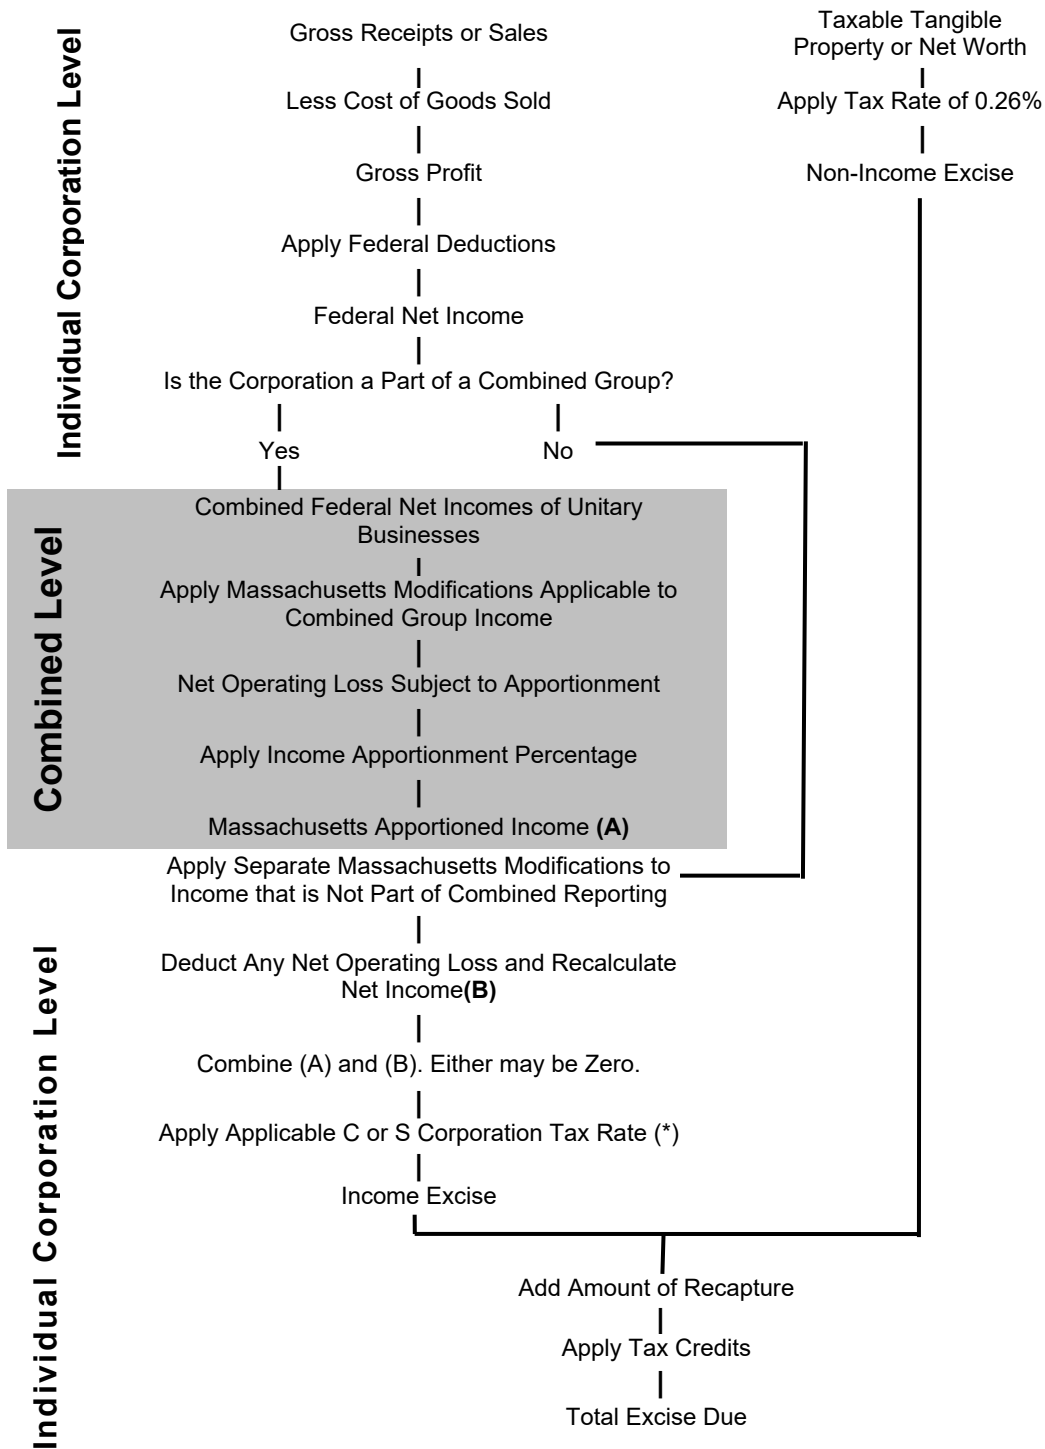 Individual Corporation Level
Gross Receipts or Sales
Less Cost of Goods Sold
Gross Profit
Apply Federal Deductions
Federal Net Income
Is the Corporation a Part of a Combined Group?
Yes
No
Taxable Tangible
Property or Net Worth
Apply Tax Rate of 0.26%
Non-Income Excise
Combined Level
Combined Federal Net Incomes of Unitary
Businesses
Apply Massachusetts Modifications Applicable to
Combined Group Income
Net Operating Loss Subject to Apportionment
Apply Income Apportionment Percentage
Massachusetts Apportioned Income (A)
Individual Corporation Level
Apply Separate Massachusetts Modifications to
Income that is Not Part of Combined Reporting
Deduct Any Net Operating Loss and Recalculate
Net Income(B)
Combine (A) and (B). Either may be Zero.
Apply Applicable C or S Corporation Tax Rate (*)
Income Excise
Add Amount of Recapture
Apply Tax Credits
Total Excise Due